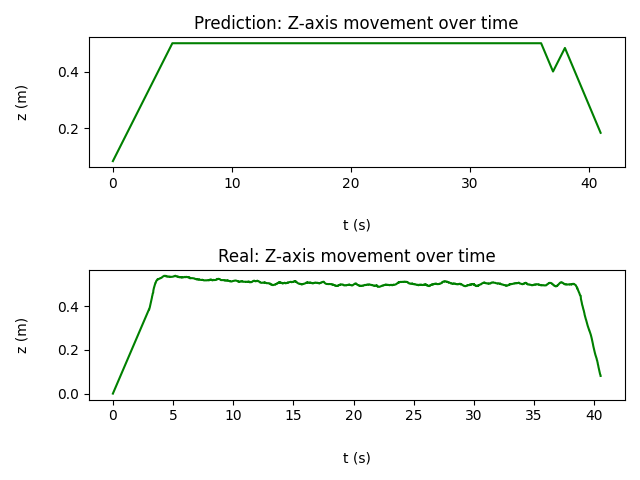 Prediction: Z-axis movement over time
0.4
0.2
z (m)
0 10 20 30 40
t (s)
Real: Z-axis movement over time
0.4
0.2
0.0
z (m)
0 5 10 15 20 25 30 35 40
t (s)